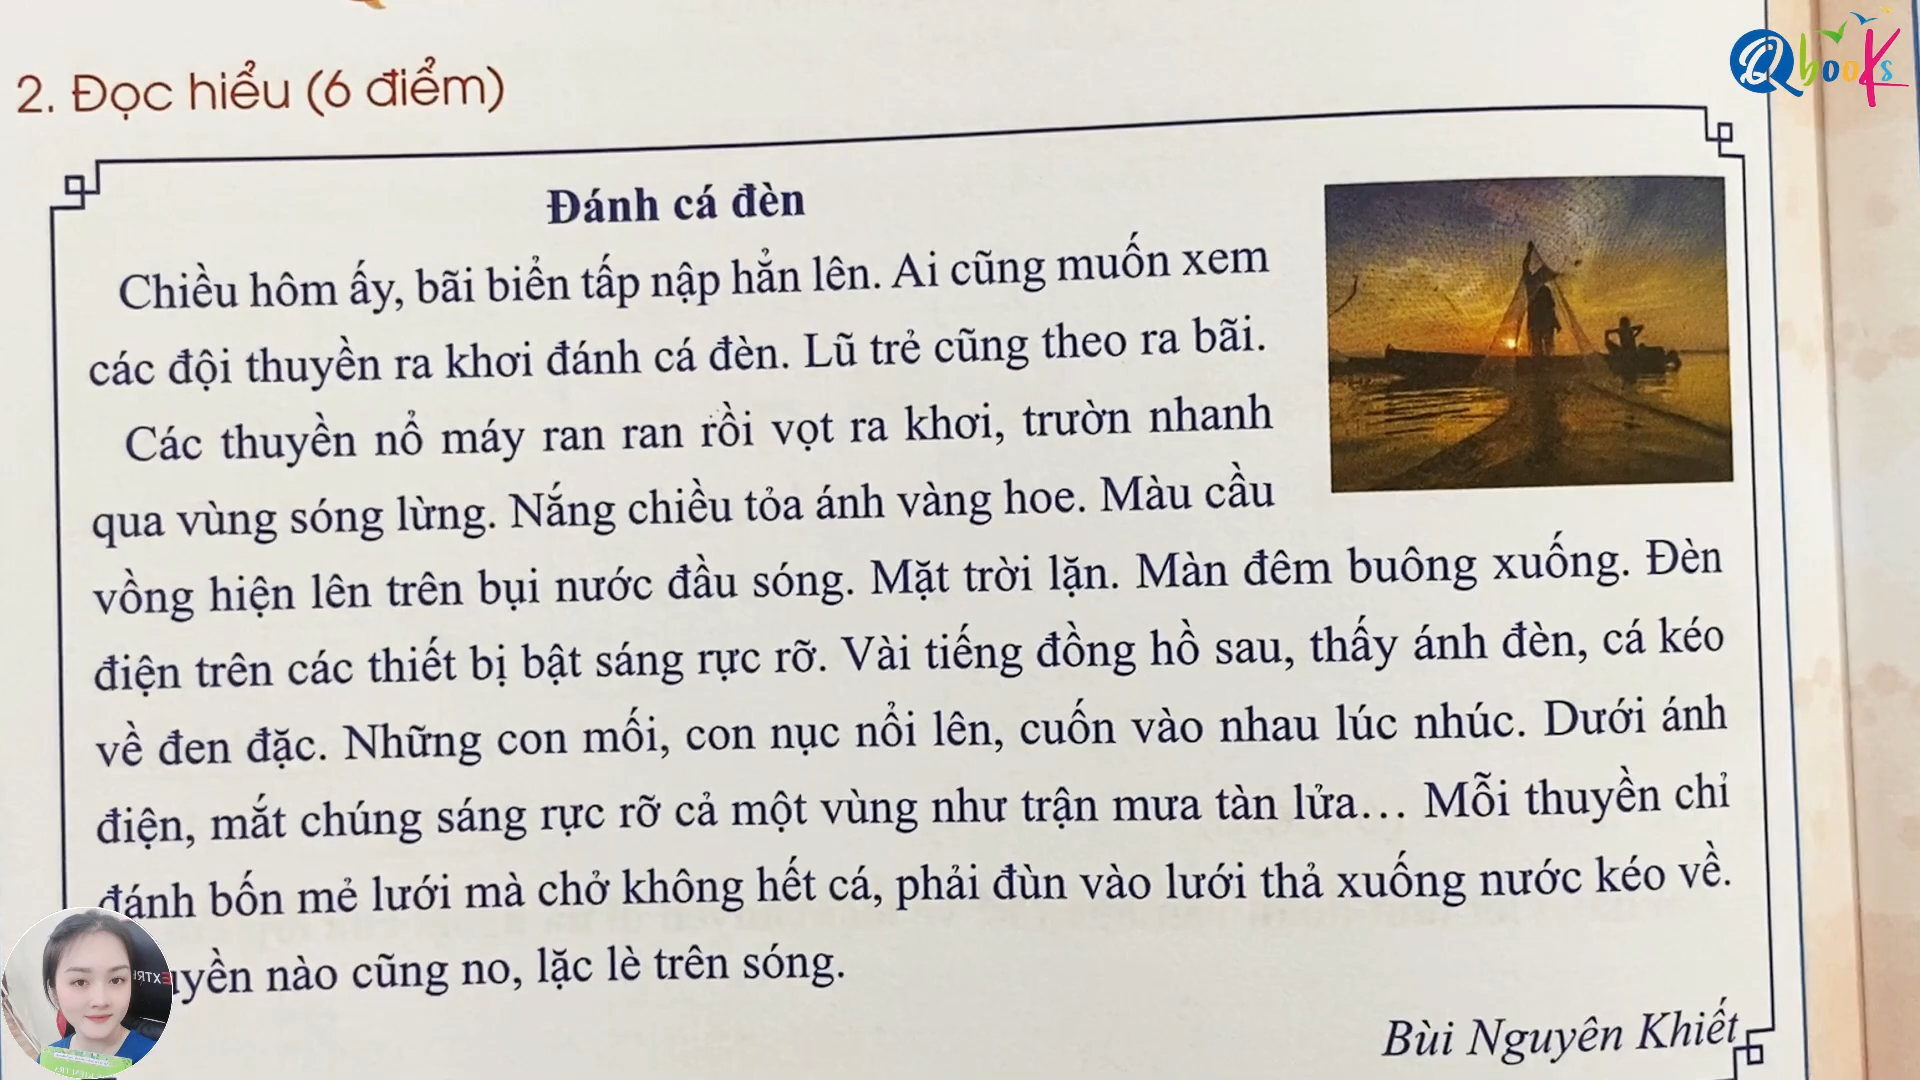 Qbooks
2. Đọc hiểu (6 điểm)
Đánh cá đèn
Chiều hôm ấy, bãi biển tấp nập hẳn lên. Ai cũng muốn xem
các đội thuyền ra khơi đánh cá đèn. Lũ trẻ cũng theo ra bãi.
Các thuyền nổ máy ran ran rồi vọt ra khơi, trườn nhanh
qua vùng sóng lừng. Nắng chiều tỏa ánh vàng hoe. Màu cầu
vồng hiện lên trên bụi nước đầu sóng. Mặt trời lặn. Màn đêm buông xuống. Đèn
điện trên các thiết bị bật sáng rực rỡ. Vài tiếng đồng hồ sau, thấy ánh đèn, cá kéo
về đen đặc. Những con mối, con nục nổi lên, cuốn vào nhau lúc nhúc. Dưới ánh
điện, mắt chúng sáng rực rỡ cả một vùng như trận mưa tàn lửa… Mỗi thuyền chỉ
đánh bốn mẻ lưới mà chở không hết cá, phải đùn vào lưới thả xuống nước kéo về.
yền nào cũng no, lặc lè trên sóng.
Bùi Nguyên Khiết